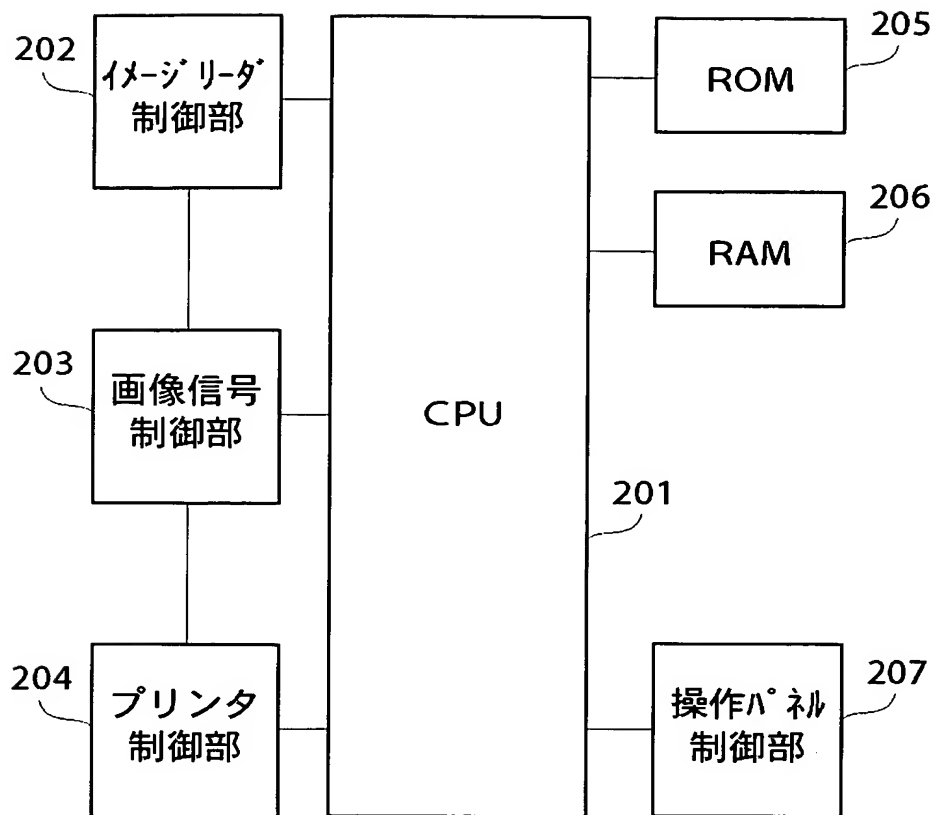 202
イメージリーダ
制御部
203
画像信号
制御部
204
プリンタ
制御部
CPU
201
ROM
205
RAM
206
操作パネル
制御部
207